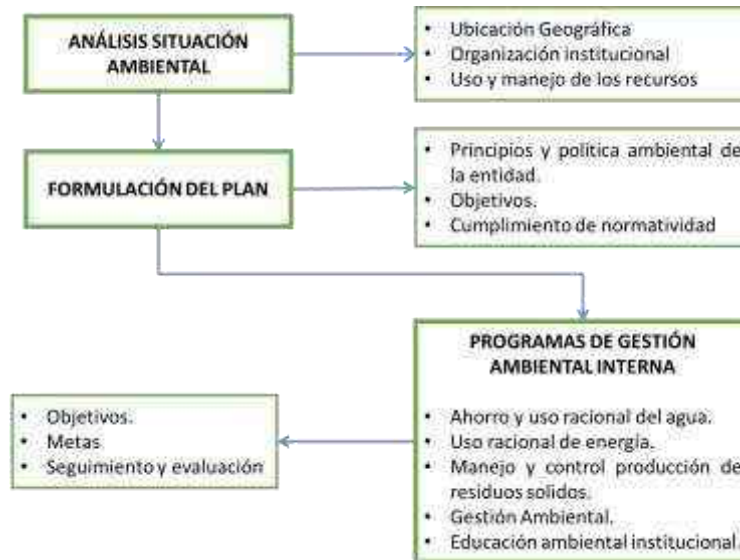 ANÁLISIS SITUACIÓN
AMBIENTAL
• Ubicación Geográfica
• Organización institucional
• Uso y manejo de los recursos
FORMULACIÓN DEL PLAN
• Principios y política ambiental de
la entidad.
• Objetivos.
• Cumplimiento de normatividad
PROGRAMAS DE GESTIÓN
AMBIENTAL INTERNA
• Ahorro y uso racional del agua.
• Uso racional de energía.
• Manejo y control producción de
residuos solidos.
• Gestión Ambiental.
• Educación ambiental institucional.
• Objetivos.
• Metas
• Seguimiento y evaluación